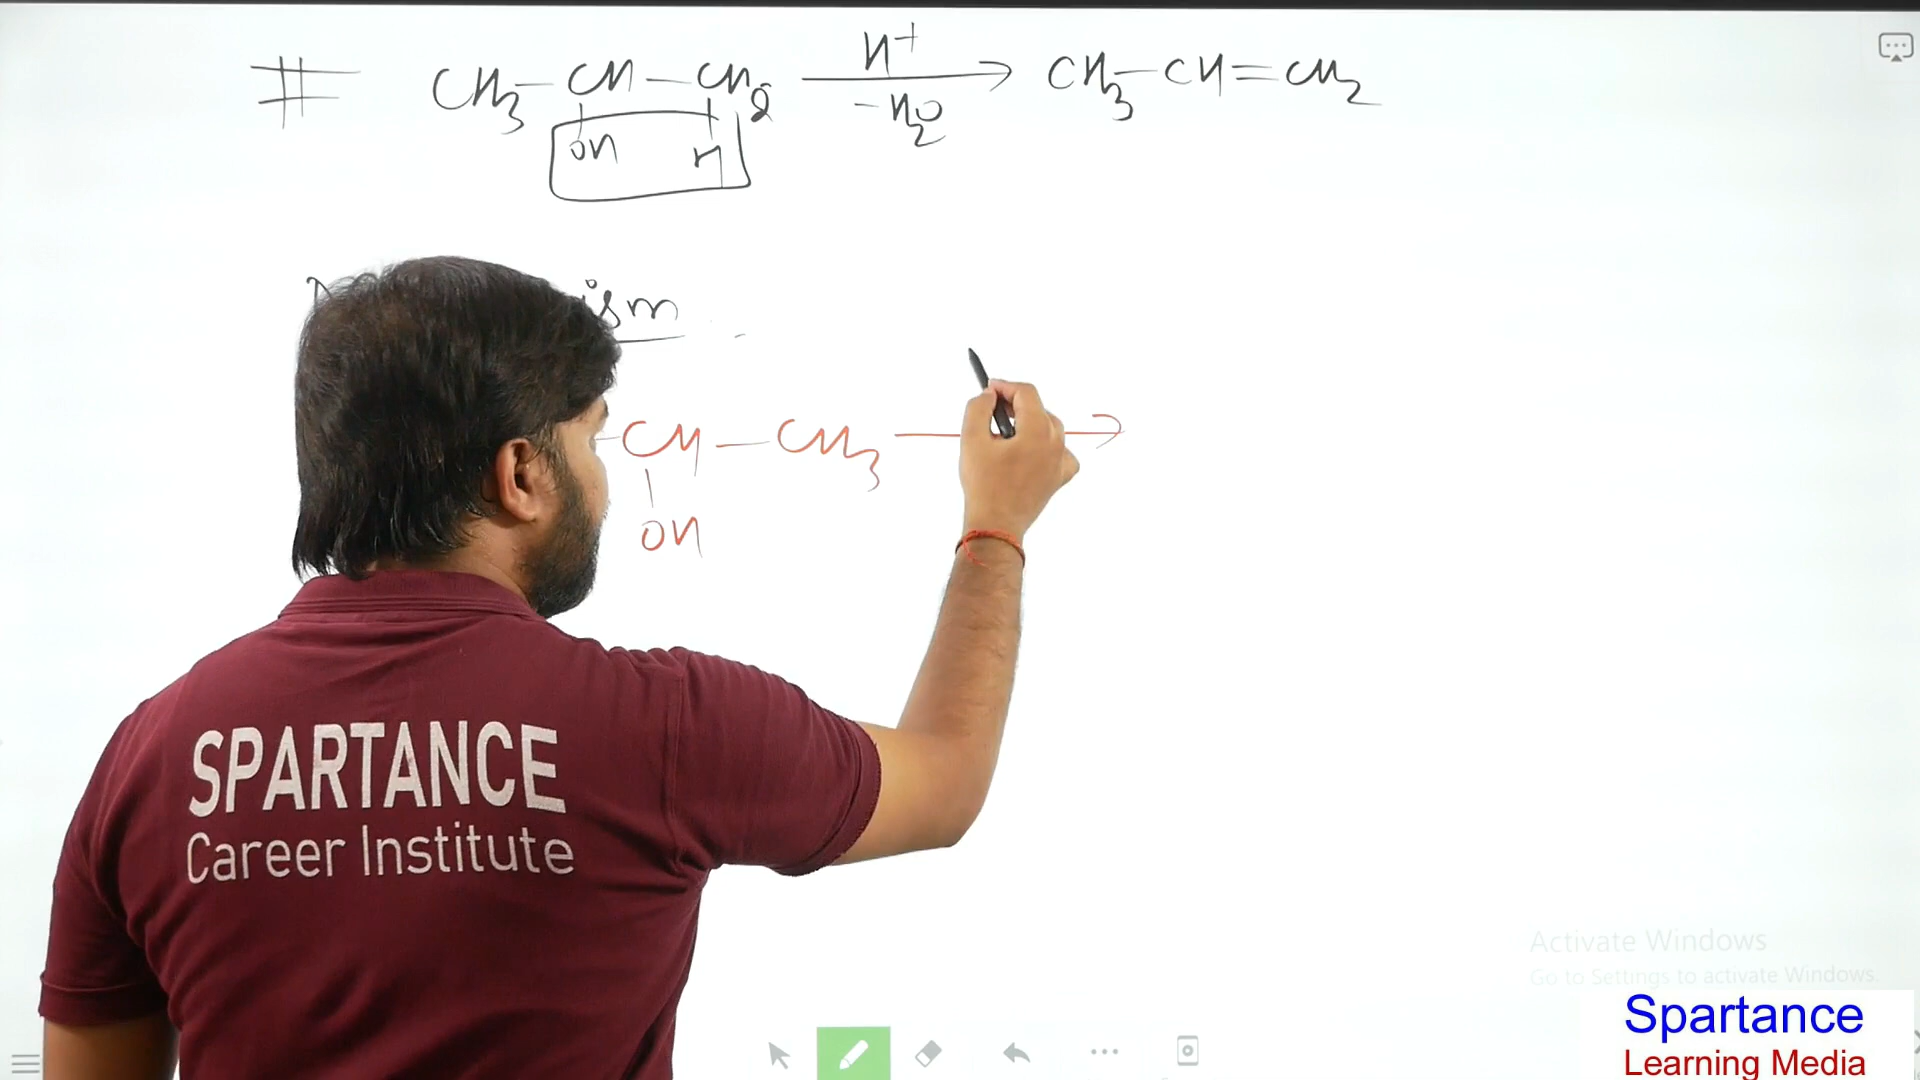 CH3-CH-CH2 H+ → CH3-CH=CH2
-H2O
OH H
-CH-CH3 →
OH
SPARTANCE
Career Institute
Activate Windows
Go to Settings to activate Windows.
Spartance
Learning Media